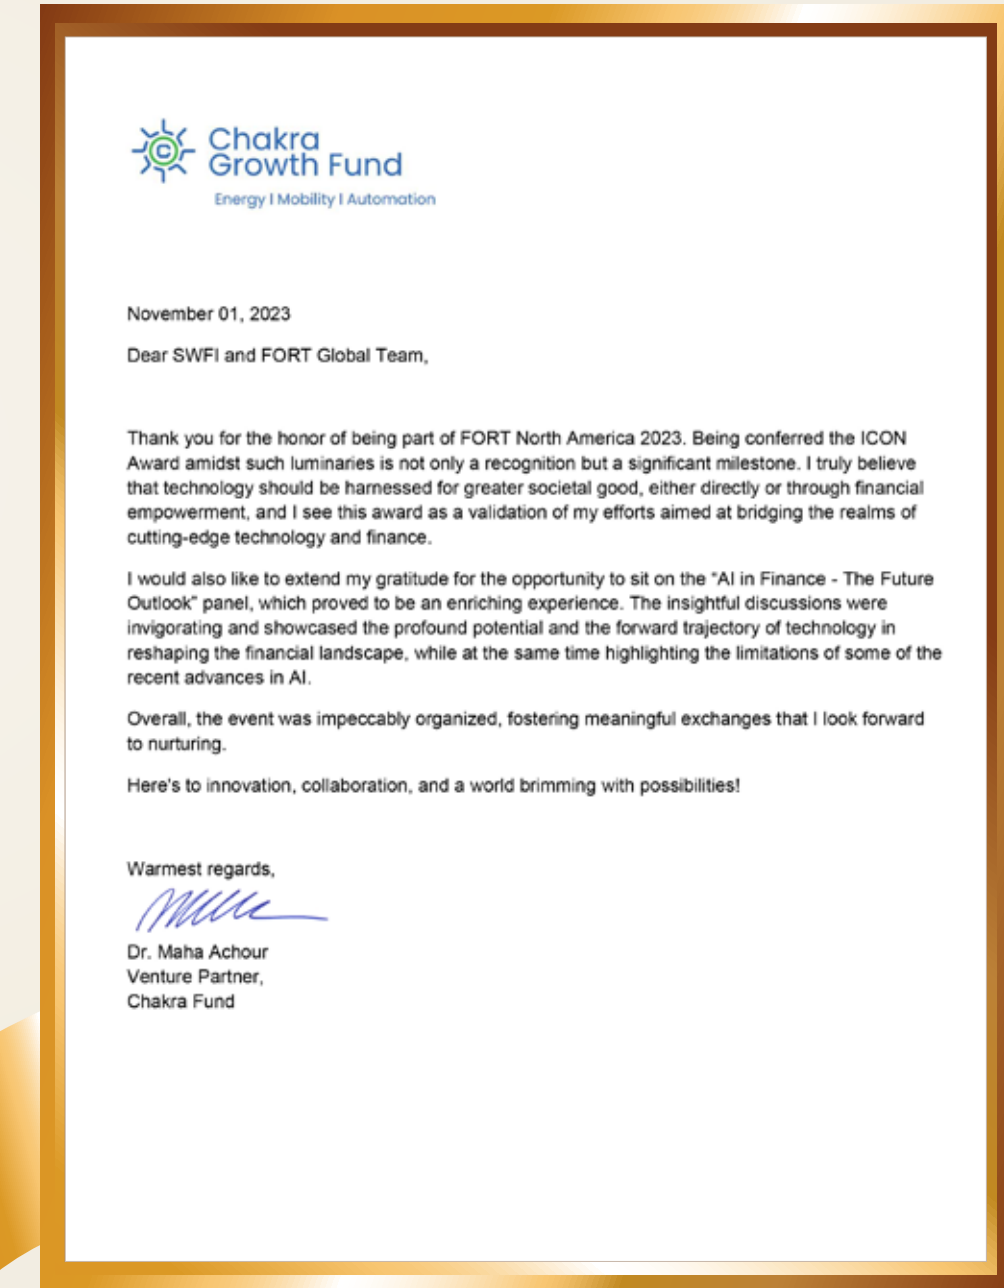 Chakra
Growth Fund
Energy I Mobility I Automation
November 01, 2023
Dear SWFI and FORT Global Team,
Thank you for the honor of being part of FORT North America 2023. Being conferred the ICON
Award amidst such luminaries is not only a recognition but a significant milestone. I truly believe
that technology should be harnessed for greater societal good, either directly or through financial
empowerment, and I see this award as a validation of my efforts aimed at bridging the realms of
cutting-edge technology and finance.
I would also like to extend my gratitude for the opportunity to sit on the "AI in Finance - The Future
Outlook" panel, which proved to be an enriching experience. The insightful discussions were
invigorating and showcased the profound potential and the forward trajectory of technology in
reshaping the financial landscape, while at the same time highlighting the limitations of some of the
recent advances in AI.
Overall, the event was impeccably organized, fostering meaningful exchanges that I look forward
to nurturing.
Here's to innovation, collaboration, and a world brimming with possibilities!
Warmest regards,
Dr. Maha Achour
Venture Partner,
Chakra Fund